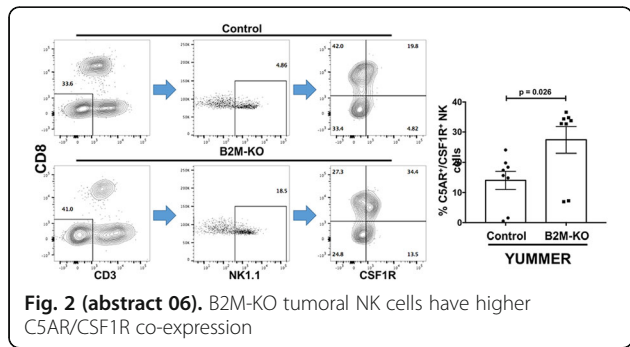 Control
33.6
4.86
42.0 19.8
33.4 4.82
CD8
B2M-KO
41.0
18.5
27.3 34.4
24.8 13.5
CD3
NK1.1
CSF1R
p = 0.026
% C5AR⁺/CSF1R⁺ NK
cells
40
30
20
10
0
Control B2M-KO
YUMMER
Fig. 2 (abstract 06). B2M-KO tumoral NK cells have higher
C5AR/CSF1R co-expression